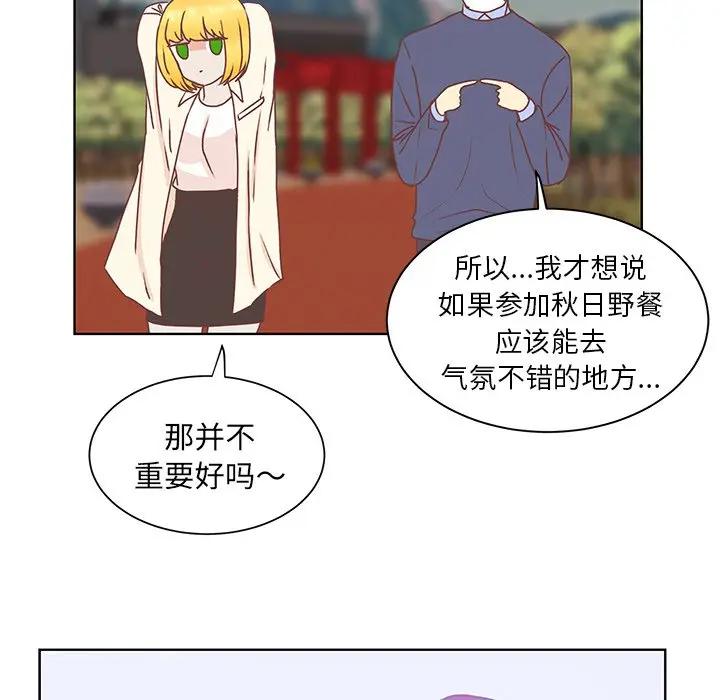 所以...我才想说
如果参加秋日野餐
应该能去
气氛不错的地方...
那并不
重要好吗～